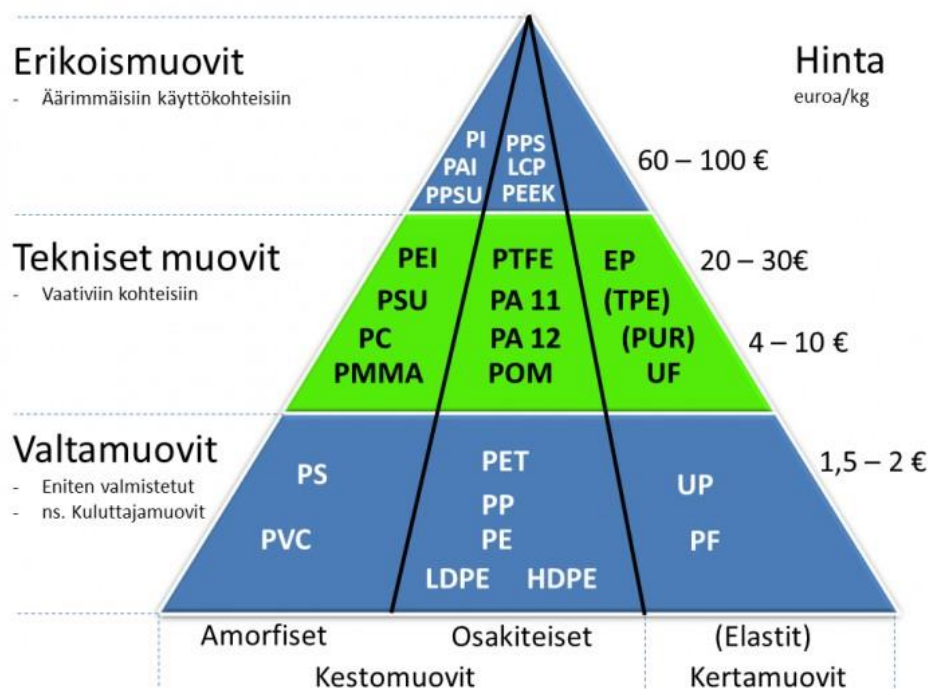 Erikoismuovit
- Äärimmäisiin käyttökohteisiin
Hinta
euroa/kg
PI PPS
PAI LCP
PPSU PEEK
60 – 100 €
Tekniset muovit
- Vaativiin kohteisiin
PEI PTFE EP
PSU PA 11 (TPE)
PC PA 12 (PUR)
PMMA POM UF
20 – 30€
4 – 10 €
Valtamuovit
- Eniten valmistetut
- ns. Kuluttajamuovit
PS PET UP
PP
PVC PE PF
LDPE HDPE
1,5 – 2 €
Amorfiset Osakiteiset (Elastit)
Kestomuovit Kertamuovit